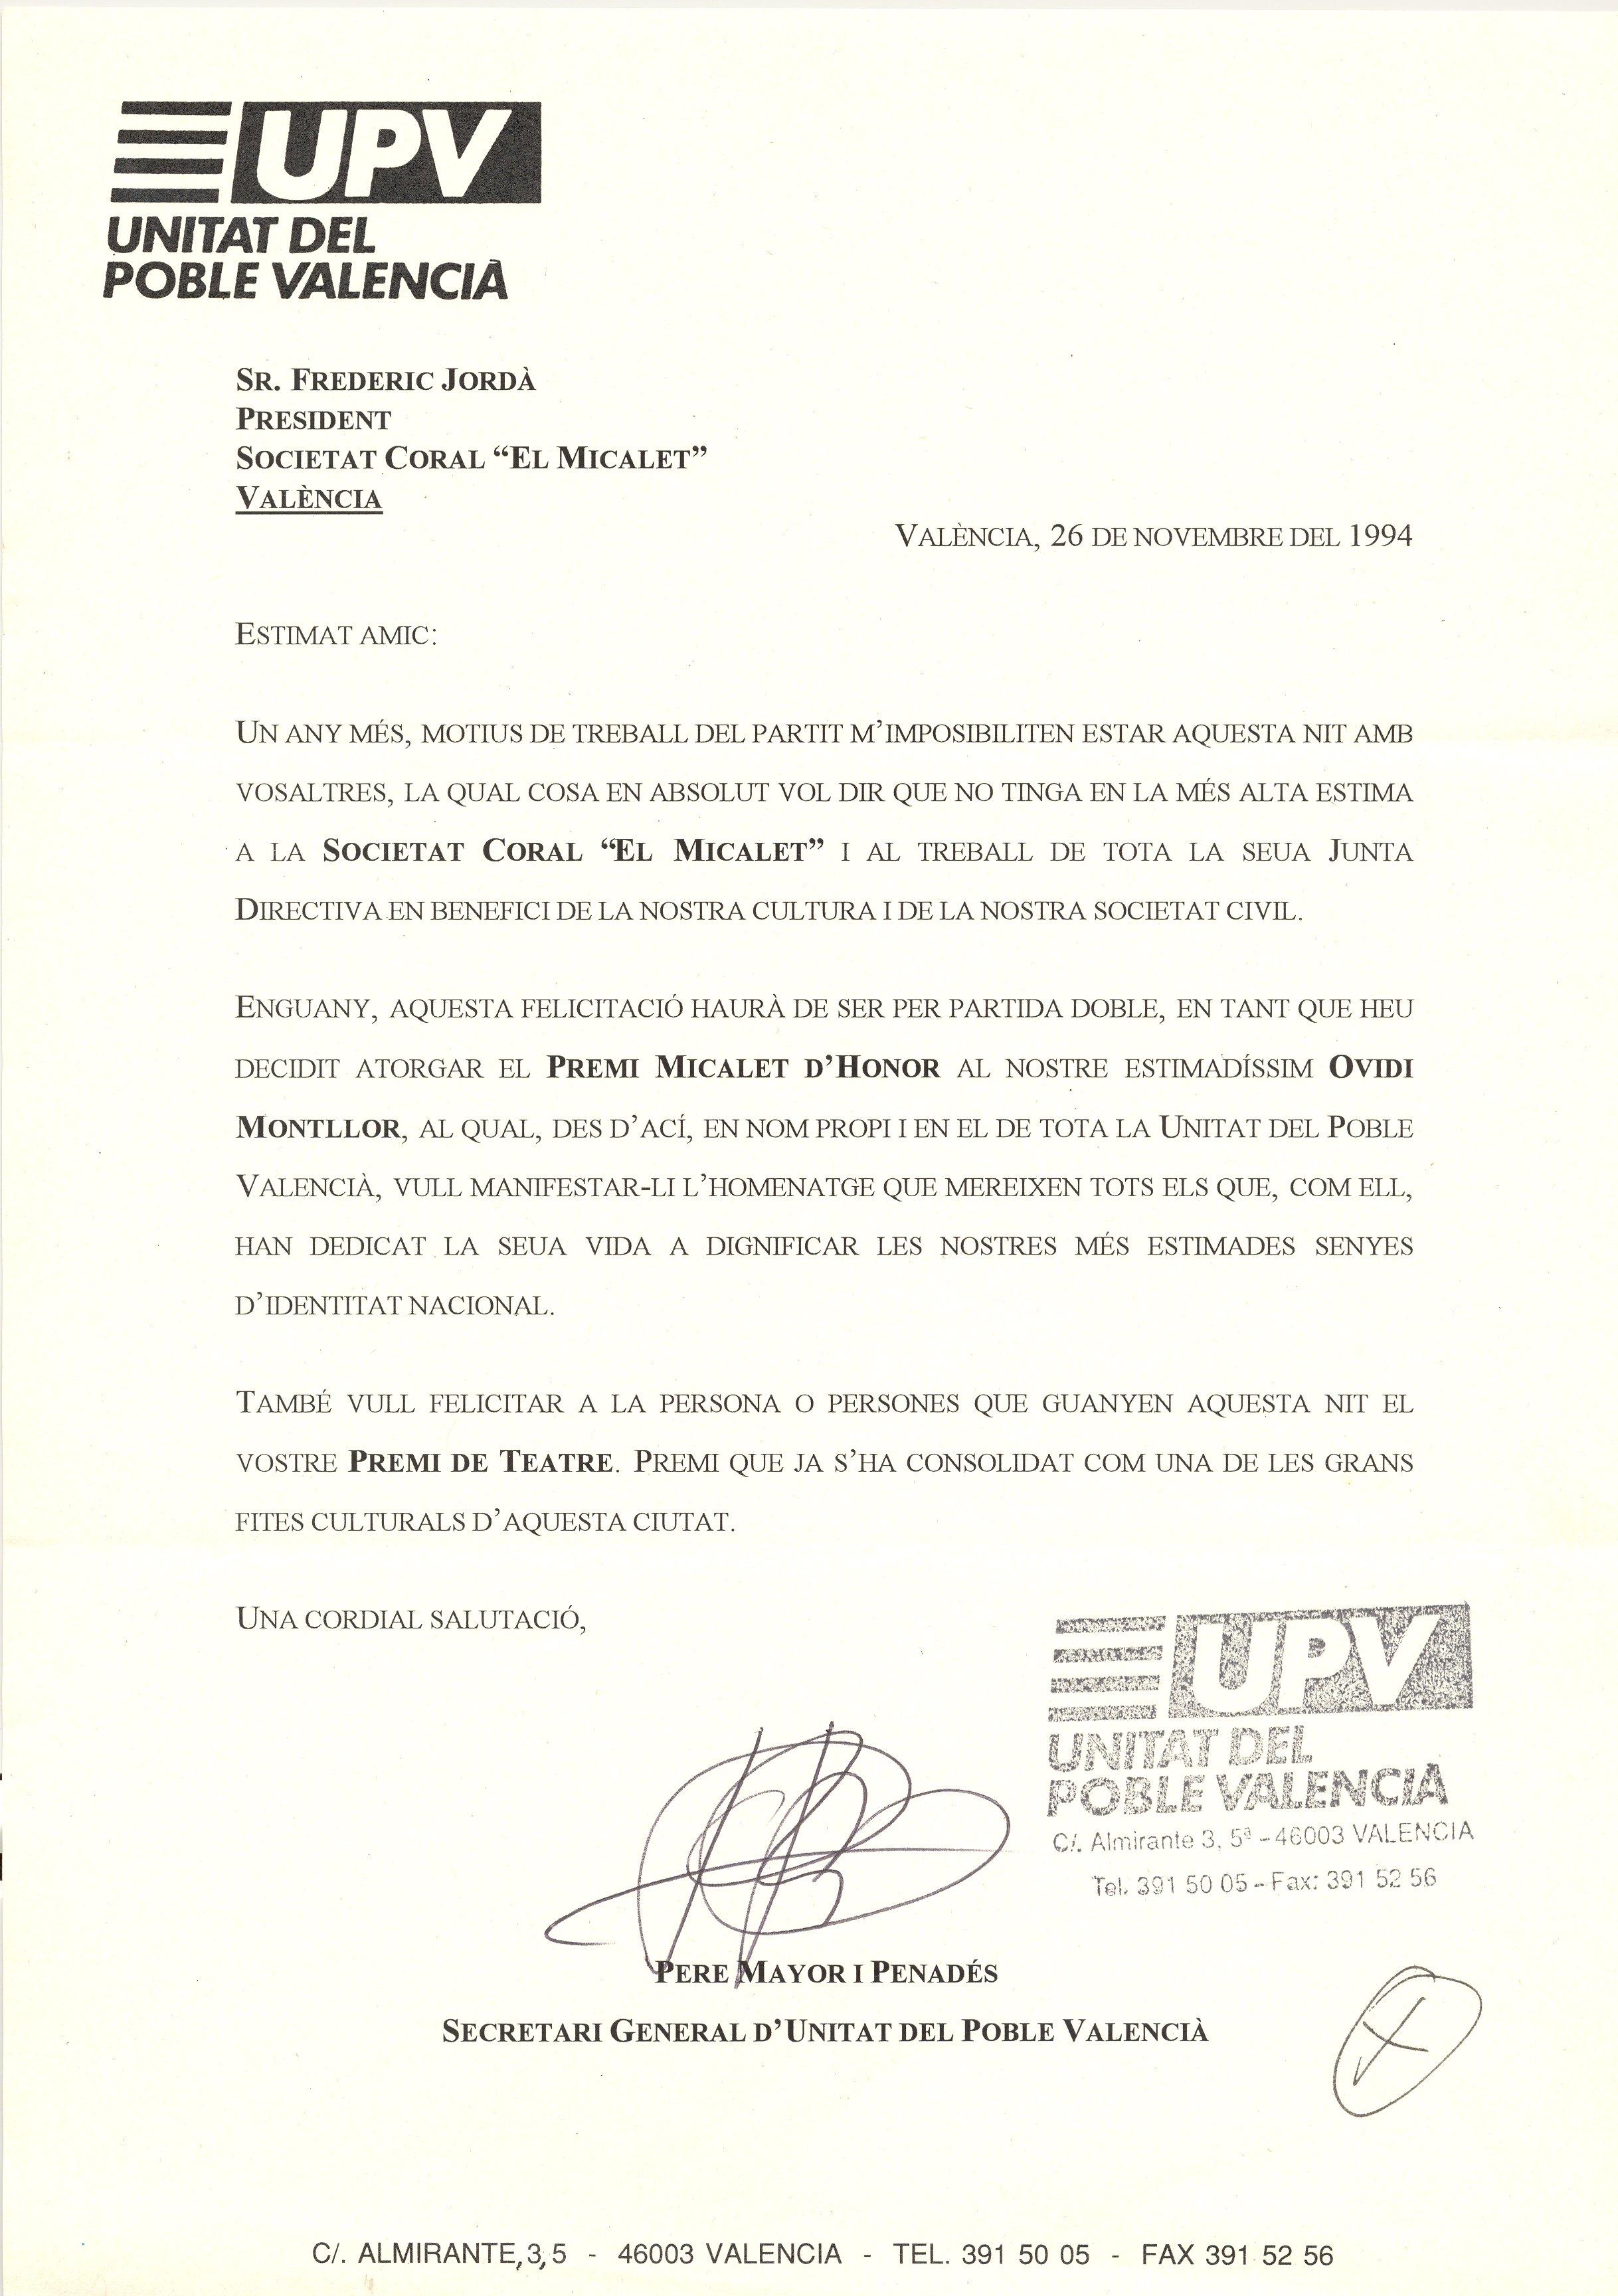 UPV
UNITAT DEL
POBLE VALENCIÀ
SR. FREDERIC JORDÀ
PRESIDENT
SOCIETAT CORAL “EL MICALET”
VALÈNCIA
VALÈNCIA, 26 DE NOVEMBRE DEL 1994
ESTIMAT AMIC:
UN ANY MÉS, MOTIUS DE TREBALL DEL PARTIT M’IMPOSIBILITEN ESTAR AQUESTA NIT AMB
VOSALTRES, LA QUAL COSA EN ABSOLUT VOL DIR QUE NO TINGA EN LA MÉS ALTA ESTIMA
A LA SOCIETAT CORAL “EL MICALET” I AL TREBALL DE TOTA LA SEUA JUNTA
DIRECTIVA EN BENEFICI DE LA NOSTRA CULTURA I DE LA NOSTRA SOCIETAT CIVIL.
ENGUANY, AQUESTA FELICITACIÓ HAURÀ DE SER PER PARTIDA DOBLE, EN TANT QUE HEU
DECIDIT ATORGAR EL PREMI MICALET D’HONOR AL NOSTRE ESTIMADÍSSIM OVIDI
MONTLLOR, AL QUAL, DES D’ACÍ, EN NOM PROPI I EN EL DE TOTA LA UNITAT DEL POBLE
VALENCIÀ, VULL MANIFESTAR-LI L’HOMENATGE QUE MEREIXEN TOTS ELS QUE, COM ELL,
HAN DEDICAT LA SEUA VIDA A DIGNIFICAR LES NOSTRES MÉS ESTIMADES SENYES
D’IDENTITAT NACIONAL.
TAMBÉ VULL FELICITAR A LA PERSONA O PERSONES QUE GUANYEN AQUESTA NIT EL
VOSTRE PREMI DE TEATRE. PREMI QUE JA S’HA CONSOLIDAT COM UNA DE LES GRANS
FITES CULTURALS D’AQUESTA CIUTAT.
UNA CORDIAL SALUTACIÓ,
UPV
UNITAT DEL
POBLE VALENCIÀ
C/. Almirante 3, 5ª - 46003 VALENCIA
Tel. 391 50 05 - Fax: 391 52 56
PERE MAYOR I PENADÉS
SECRETARI GENERAL D’UNITAT DEL POBLE VALENCIÀ
C/. ALMIRANTE,3,5 - 46003 VALENCIA - TEL. 391 50 05 - FAX 391 52 56